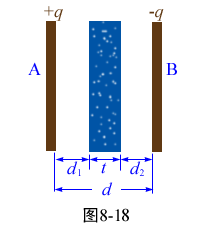 +q -q
A B
d₁ t d₂
d
图8-18